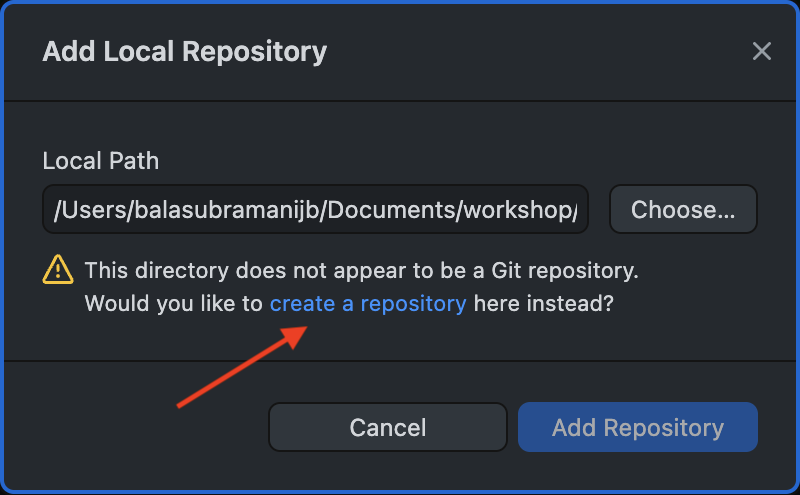 Add Local Repository
Local Path
/Users/balasubramanijb/Documents/workshop/
Choose...
This directory does not appear to be a Git repository.
Would you like to create a repository here instead?
Cancel
Add Repository